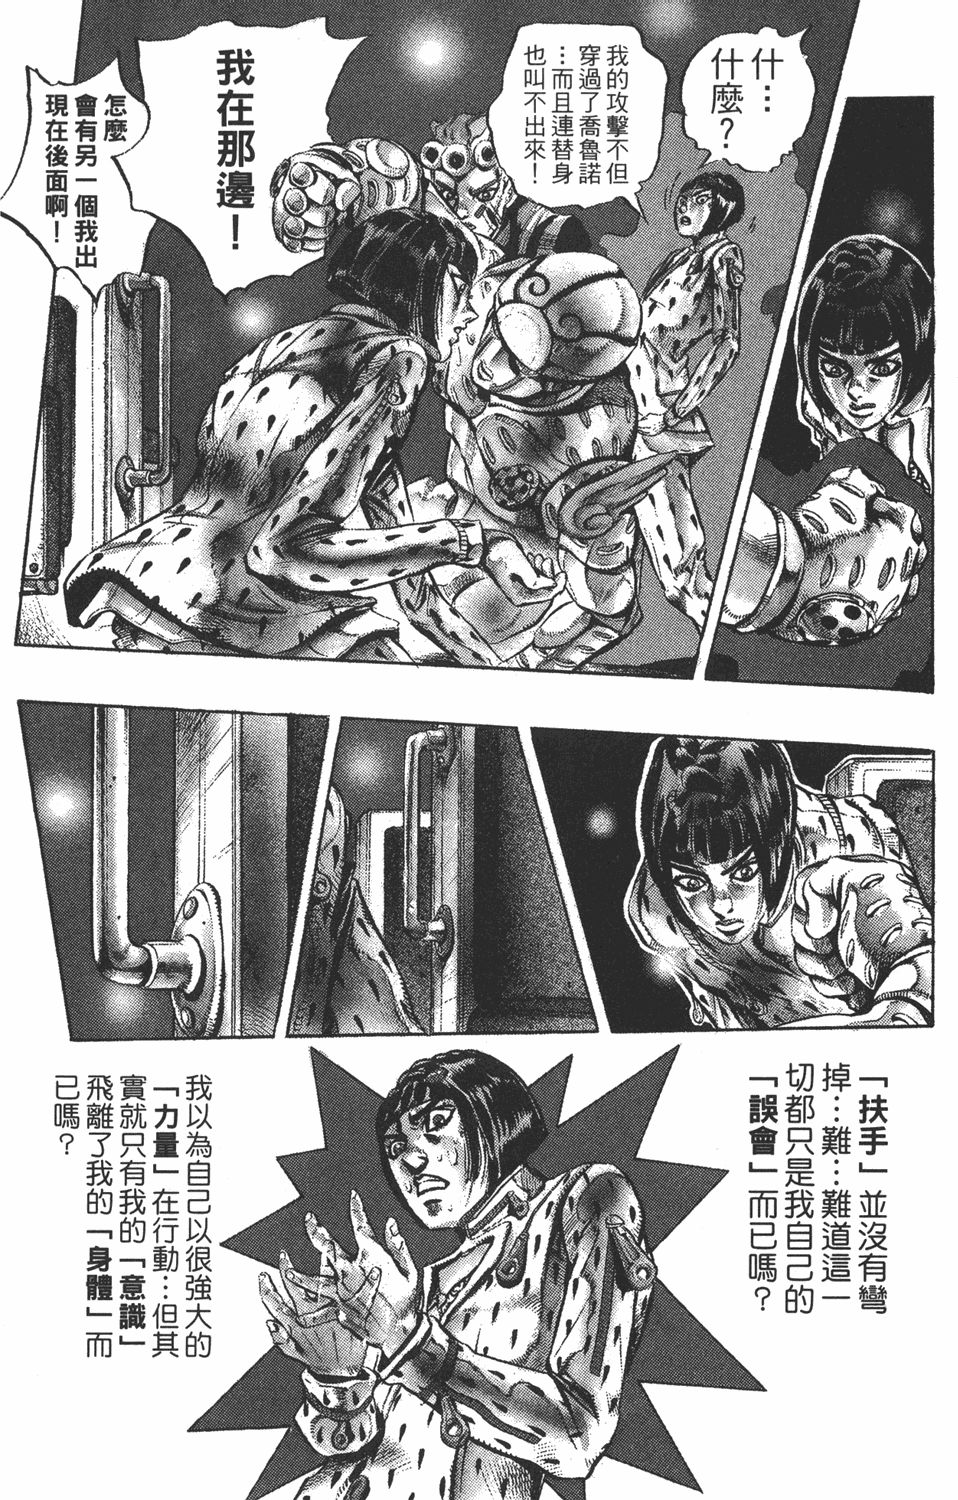 什…
什麼？
我的攻擊不但
穿過了喬魯諾
…而且連替身
也叫不出來！
我在那邊！
怎麼
會有另一個我出
現在後面啊！
「扶手」並沒有彎
掉…難…難道這一
切都只是我自己的
「誤會」而已嗎？
我以為自己以很強大的
「力量」在行動…但其
實就只有我的「意識」
飛離了我的「身體」而
已嗎？